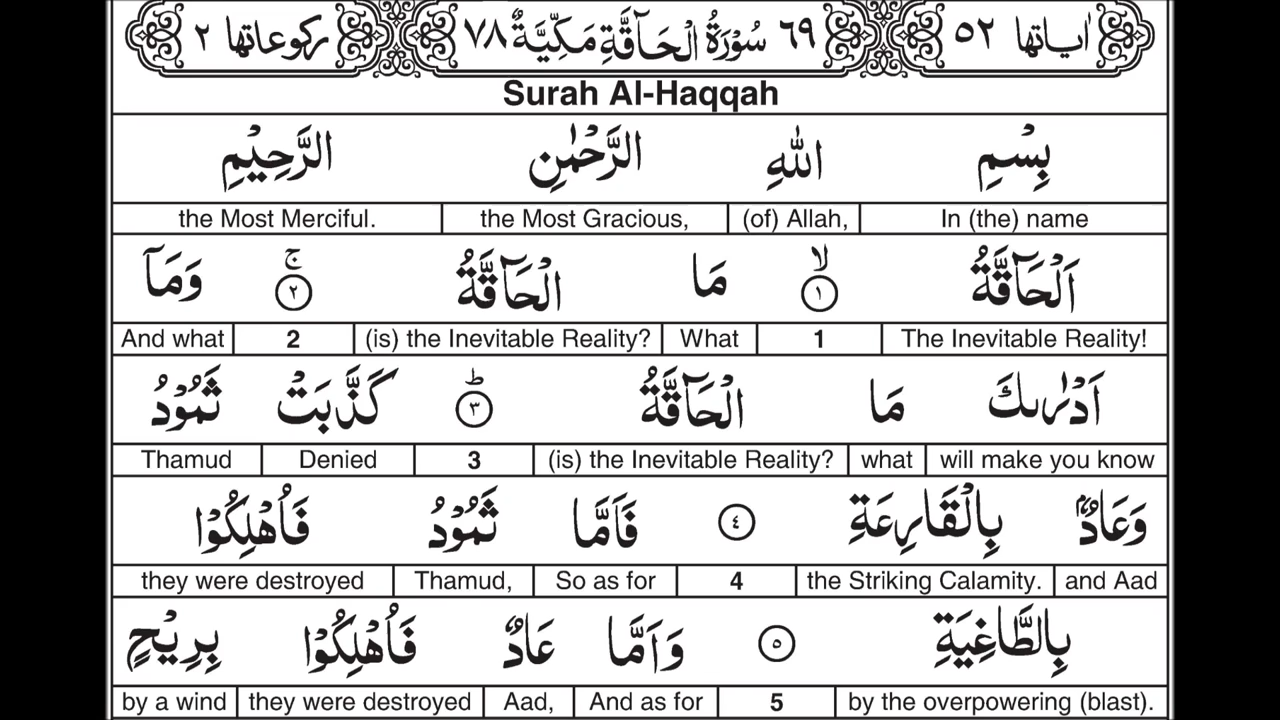 اٰیاتها ٥٢ ٦٩ سُوْرَةُ الْحَآقَّةِ مَكِّيَّةٌ ٧٨ ركوعاتها ٢
Surah Al-Haqqah
بِسْمِ اللّٰهِ الرَّحْمٰنِ الرَّحِیْمِ
the Most Merciful. the Most Gracious, (of) Allah, In (the) name
اَلْحَآقَّةُ ۙ ١ مَا الْحَآقَّةُ ۚ ٢ وَمَاۤ
And what 2 (is) the Inevitable Reality? What 1 The Inevitable Reality!
اَدْرٰىكَ مَا الْحَآقَّةُ ؕ ٣ كَذَّبَتْ ثَمُوْدُ
Thamud Denied 3 (is) the Inevitable Reality? what will make you know
وَعَادٌۢ بِالْقَارِعَةِ ٤ فَاَمَّا ثَمُوْدُ فَاُهْلِكُوْا
they were destroyed Thamud, So as for 4 the Striking Calamity. and Aad
بِالطَّاغِیَةِ ٥ وَاَمَّا عَادٌ فَاُهْلِكُوْا بِرِیْحٍ
by a wind they were destroyed Aad, And as for 5 by the overpowering (blast).